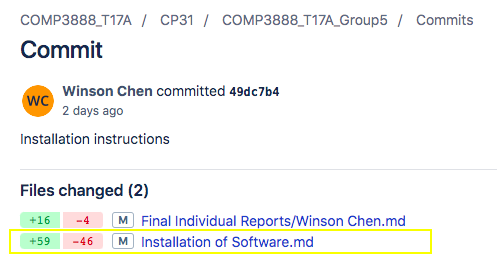 COMP3888_T17A / CP31 / COMP3888_T17A_Group5 / Commits
Commit
WC Winson Chen committed 49dc7b4
2 days ago
Installation instructions
Files changed (2)
+16 -4 M Final Individual Reports/Winson Chen.md
+59 -46 M Installation of Software.md